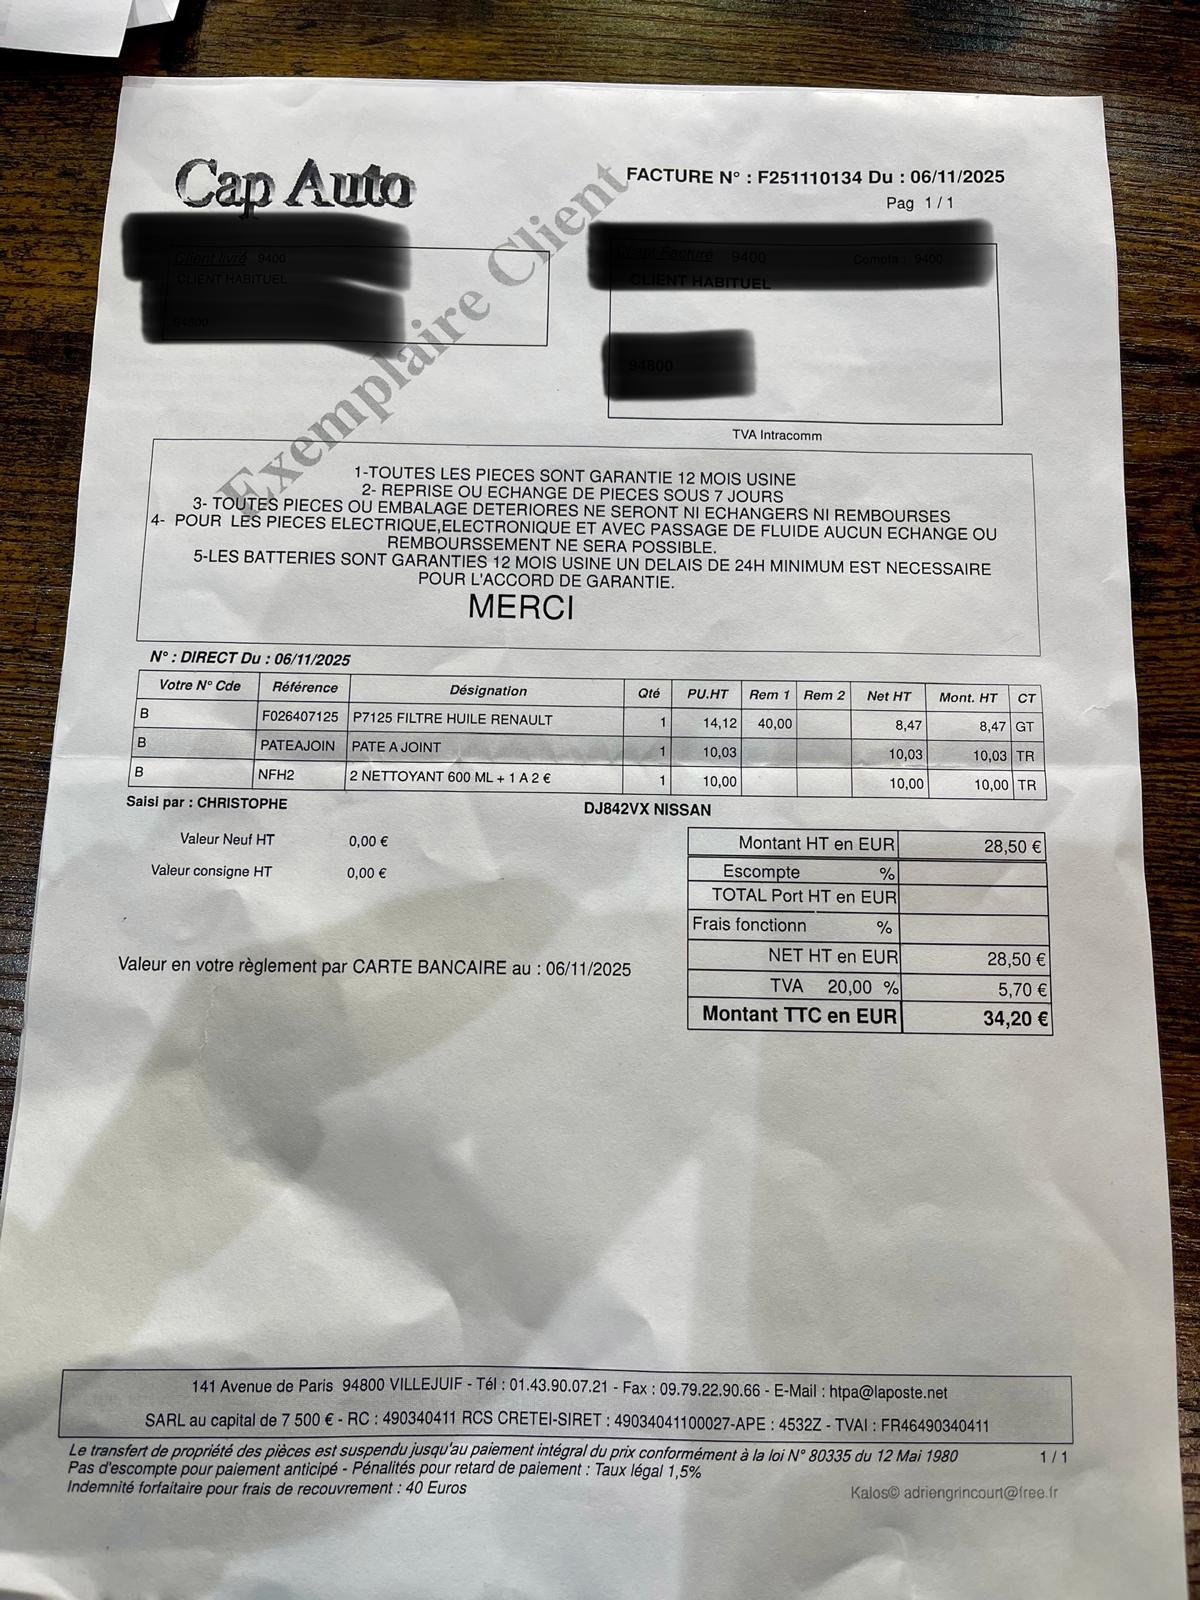 Cap Auto
FACTURE N° : F251110134 Du : 06/11/2025
Pag 1 / 1
Exemplaire Client
Client livré 9400
CLIENT HABITUEL
94800
Client Facturé 9400 Compta : 9400
CLIENT HABITUEL
94800
TVA Intracomm
1-TOUTES LES PIECES SONT GARANTIE 12 MOIS USINE
2- REPRISE OU ECHANGE DE PIECES SOUS 7 JOURS
3- TOUTES PIECES OU EMBALAGE DETERIORES NE SERONT NI ECHANGERS NI REMBOURSES
4- POUR LES PIECES ELECTRIQUE,ELECTRONIQUE ET AVEC PASSAGE DE FLUIDE AUCUN ECHANGE OU
REMBOURSSEMENT NE SERA POSSIBLE.
5-LES BATTERIES SONT GARANTIES 12 MOIS USINE UN DELAIS DE 24H MINIMUM EST NECESSAIRE
POUR L'ACCORD DE GARANTIE.
MERCI
N° : DIRECT Du : 06/11/2025
Votre N° Cde Référence Désignation Qté PU.HT Rem 1 Rem 2 Net HT Mont. HT CT
B F026407125 P7125 FILTRE HUILE RENAULT 1 14,12 40,00 8,47 8,47 GT
B PATEAJOIN PATE A JOINT 1 10,03 10,03 10,03 TR
B NFH2 2 NETTOYANT 600 ML + 1 A 2 € 1 10,00 10,00 10,00 TR
Saisi par : CHRISTOPHE DJ842VX NISSAN
Valeur Neuf HT 0,00 €
Valeur consigne HT 0,00 €
Montant HT en EUR 28,50 €
Escompte %
TOTAL Port HT en EUR
Frais fonctionn %
NET HT en EUR 28,50 €
TVA 20,00 % 5,70 €
Montant TTC en EUR 34,20 €
Valeur en votre règlement par CARTE BANCAIRE au : 06/11/2025
141 Avenue de Paris 94800 VILLEJUIF - Tél : 01.43.90.07.21 - Fax : 09.79.22.90.66 - E-Mail : htpa@laposte.net
SARL au capital de 7 500 € - RC : 490340411 RCS CRETEI-SIRET : 49034041100027-APE : 4532Z - TVAI : FR46490340411
Le transfert de propriété des pièces est suspendu jusqu'au paiement intégral du prix conformément à la loi N° 80335 du 12 Mai 1980
1 / 1
Pas d'escompte pour paiement anticipé - Pénalités pour retard de paiement : Taux légal 1,5%
Indemnité forfaitaire pour frais de recouvrement : 40 Euros
Kalos© adriengrincourt@free.fr